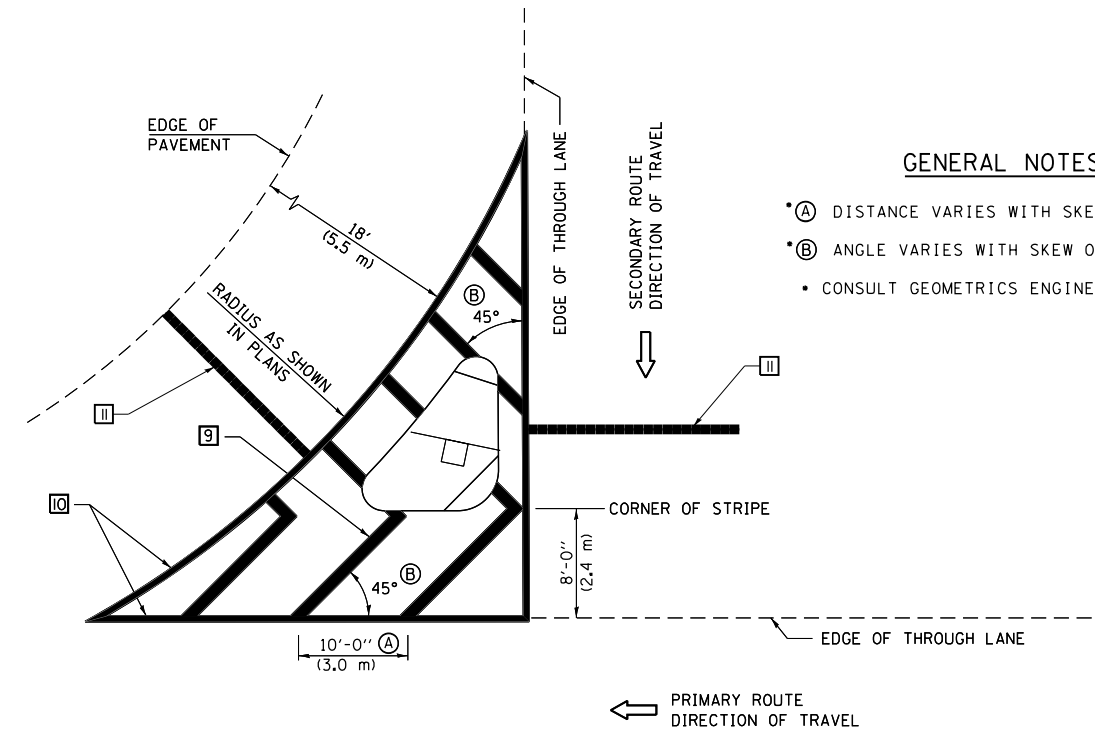 EDGE OF
PAVEMENT
18'
(5.5 m)
RADIUS AS SHOWN
IN PLANS
EDGE OF THROUGH LANE
SECONDARY ROUTE
DIRECTION OF TRAVEL
GENERAL NOTES
*Ⓐ DISTANCE VARIES WITH SKE
*Ⓑ ANGLE VARIES WITH SKEW O
• CONSULT GEOMETRICS ENGINE
Ⓑ
45°
11
11
9
10
CORNER OF STRIPE
8'-0''
(2.4 m)
45° Ⓑ
10'-0'' Ⓐ
(3.0 m)
EDGE OF THROUGH LANE
PRIMARY ROUTE
DIRECTION OF TRAVEL